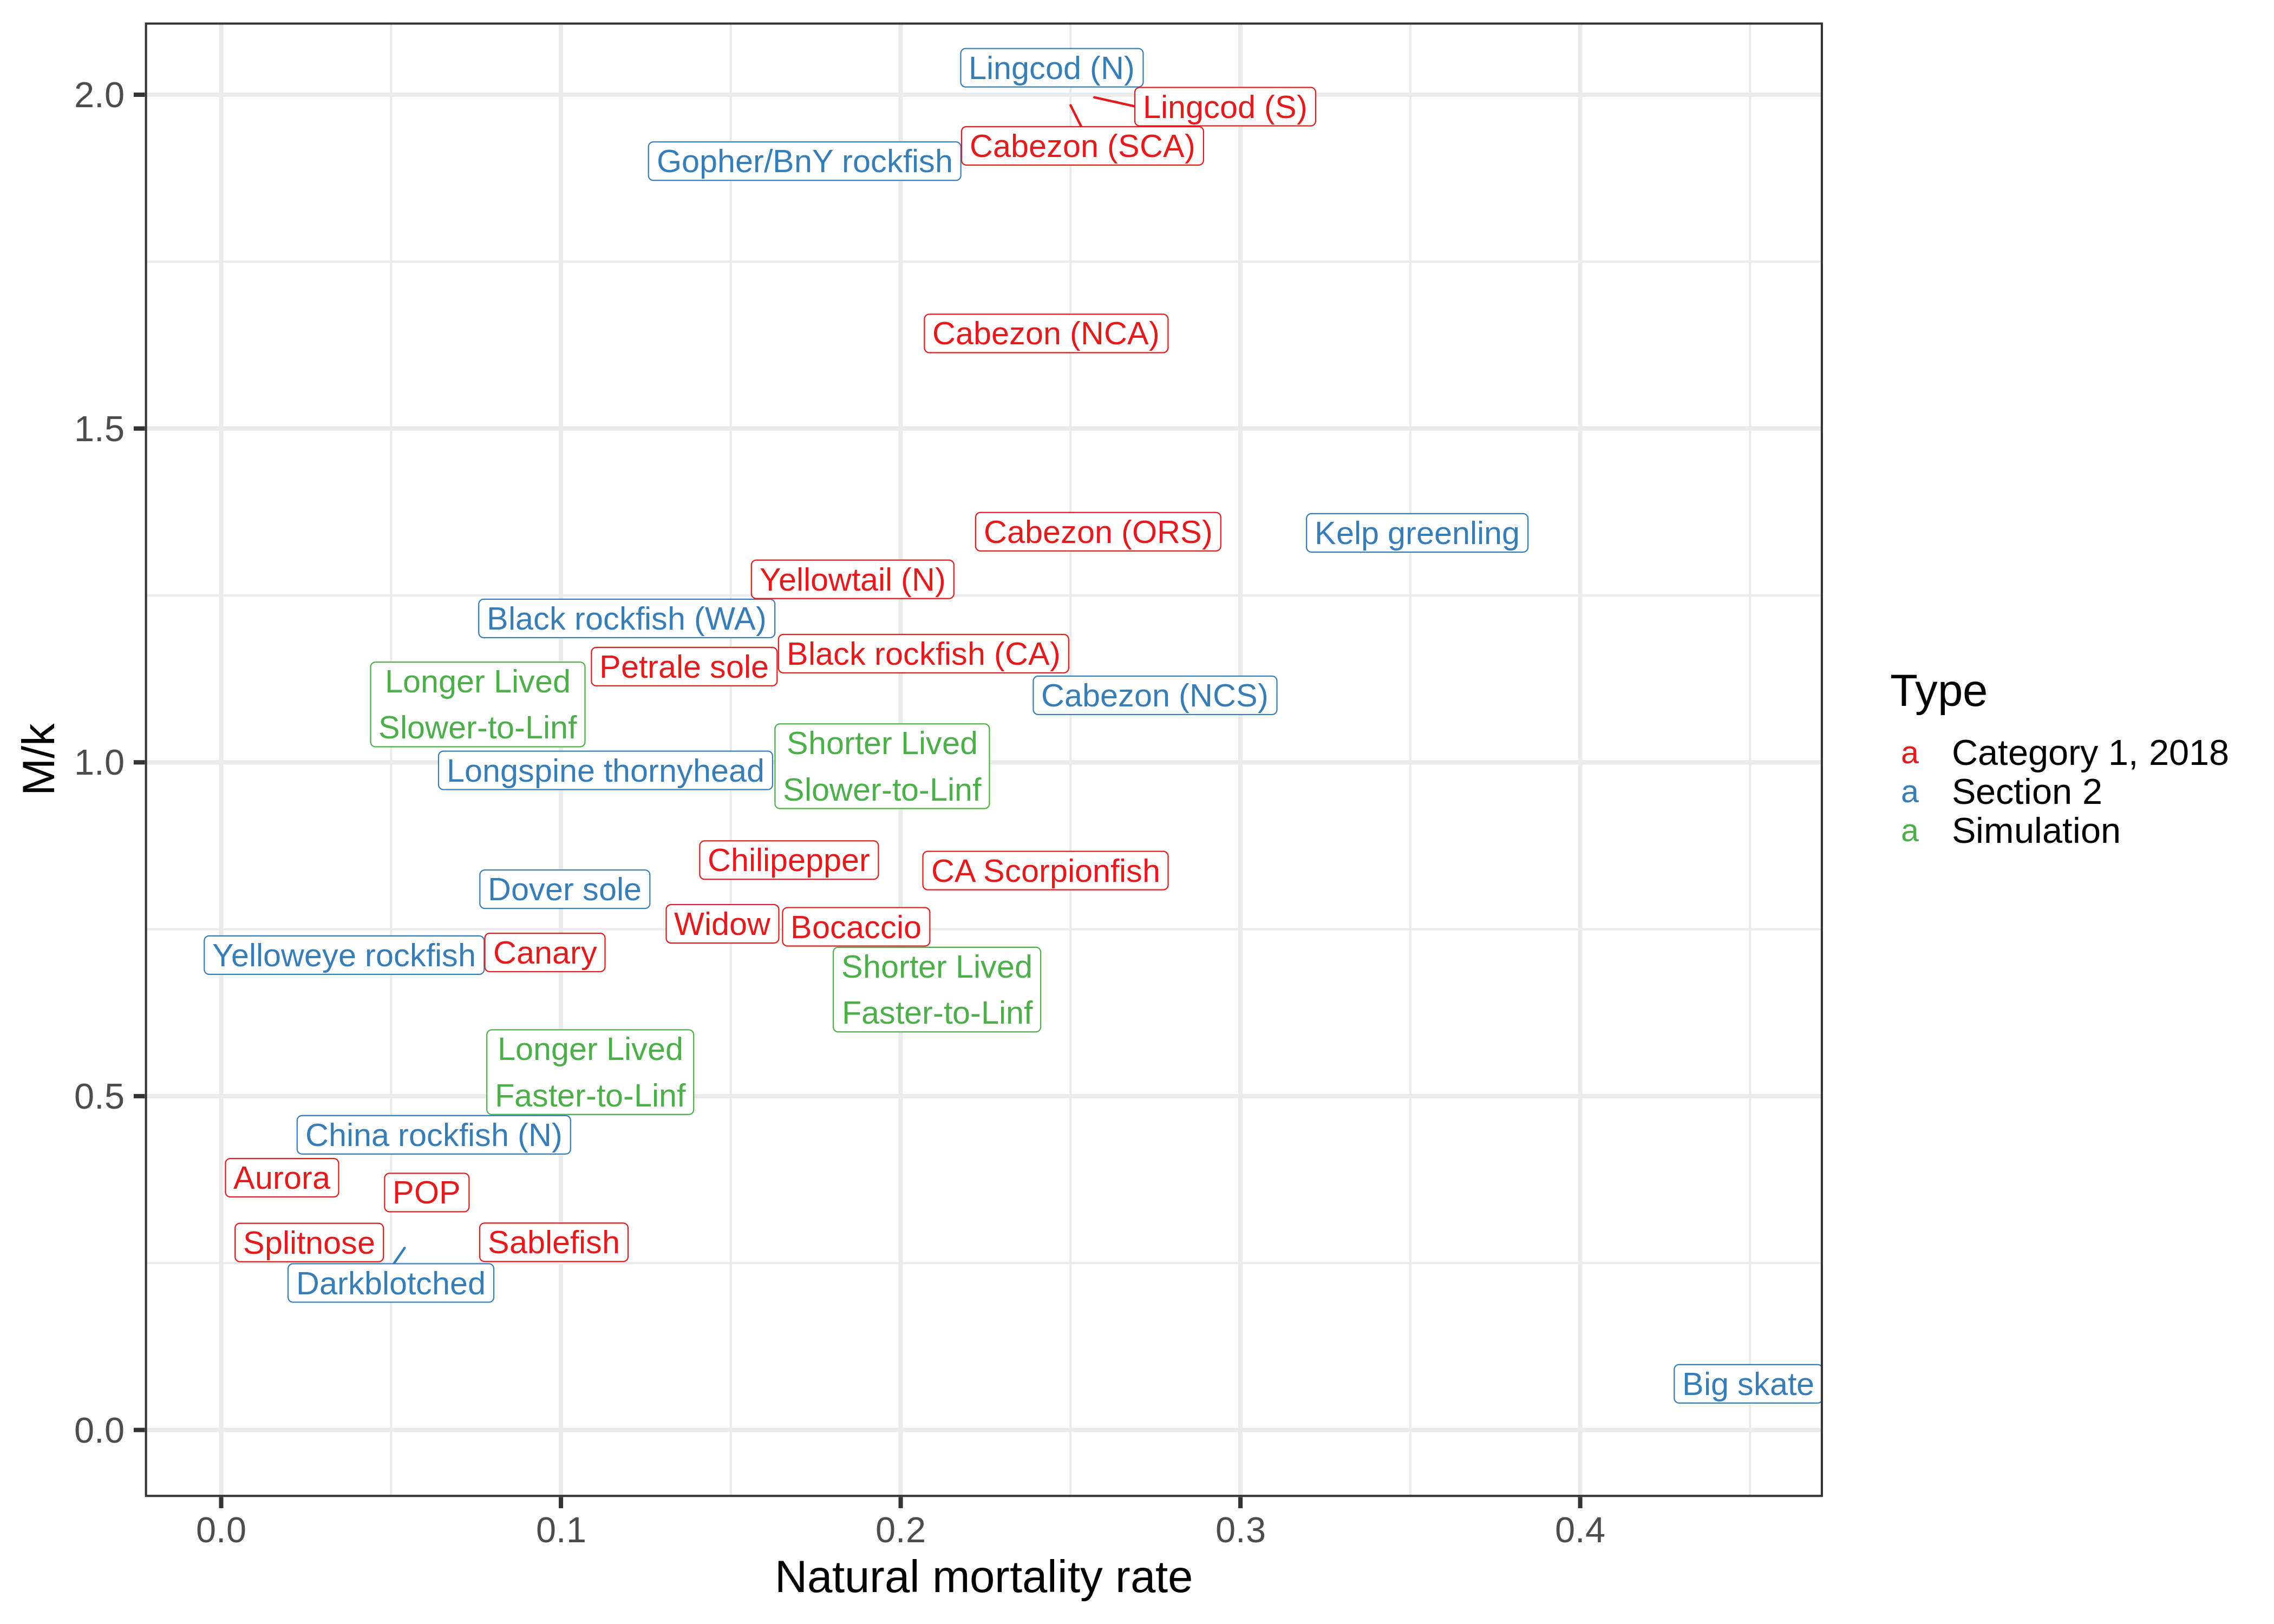 2.0
1.5
1.0
0.5
0.0
M/k
Lingcod (N)
Lingcod (S)
Cabezon (SCA)
Gopher/BnY rockfish
Cabezon (NCA)
Cabezon (ORS)
Kelp greenling
Yellowtail (N)
Black rockfish (WA)
Black rockfish (CA)
Petrale sole
Longer Lived
Slower-to-Linf
Cabezon (NCS)
Shorter Lived
Slower-to-Linf
Longspine thornyhead
Chilipepper
CA Scorpionfish
Dover sole
Widow
Bocaccio
Yelloweye rockfish
Canary
Shorter Lived
Faster-to-Linf
Longer Lived
Faster-to-Linf
China rockfish (N)
Aurora
POP
Splitnose
Sablefish
Darkblotched
Big skate
0.0
0.1
0.2
0.3
0.4
Natural mortality rate
Type
a Category 1, 2018
a Section 2
a Simulation